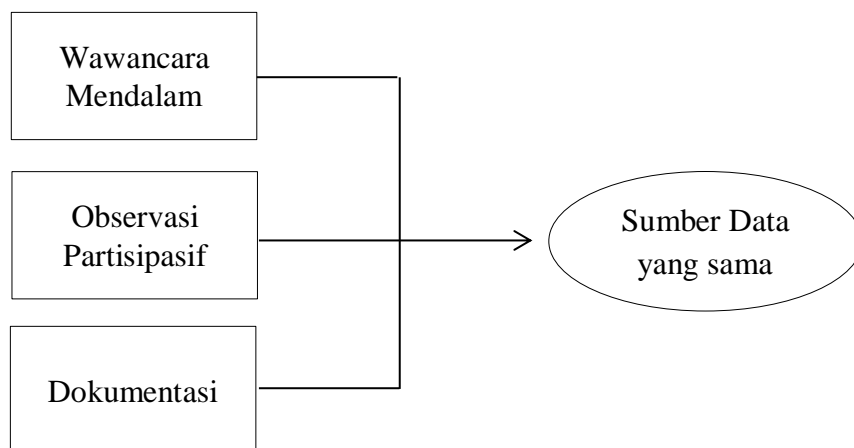 Wawancara
Mendalam
Observasi
Partisipasif
Dokumentasi
Sumber Data
yang sama